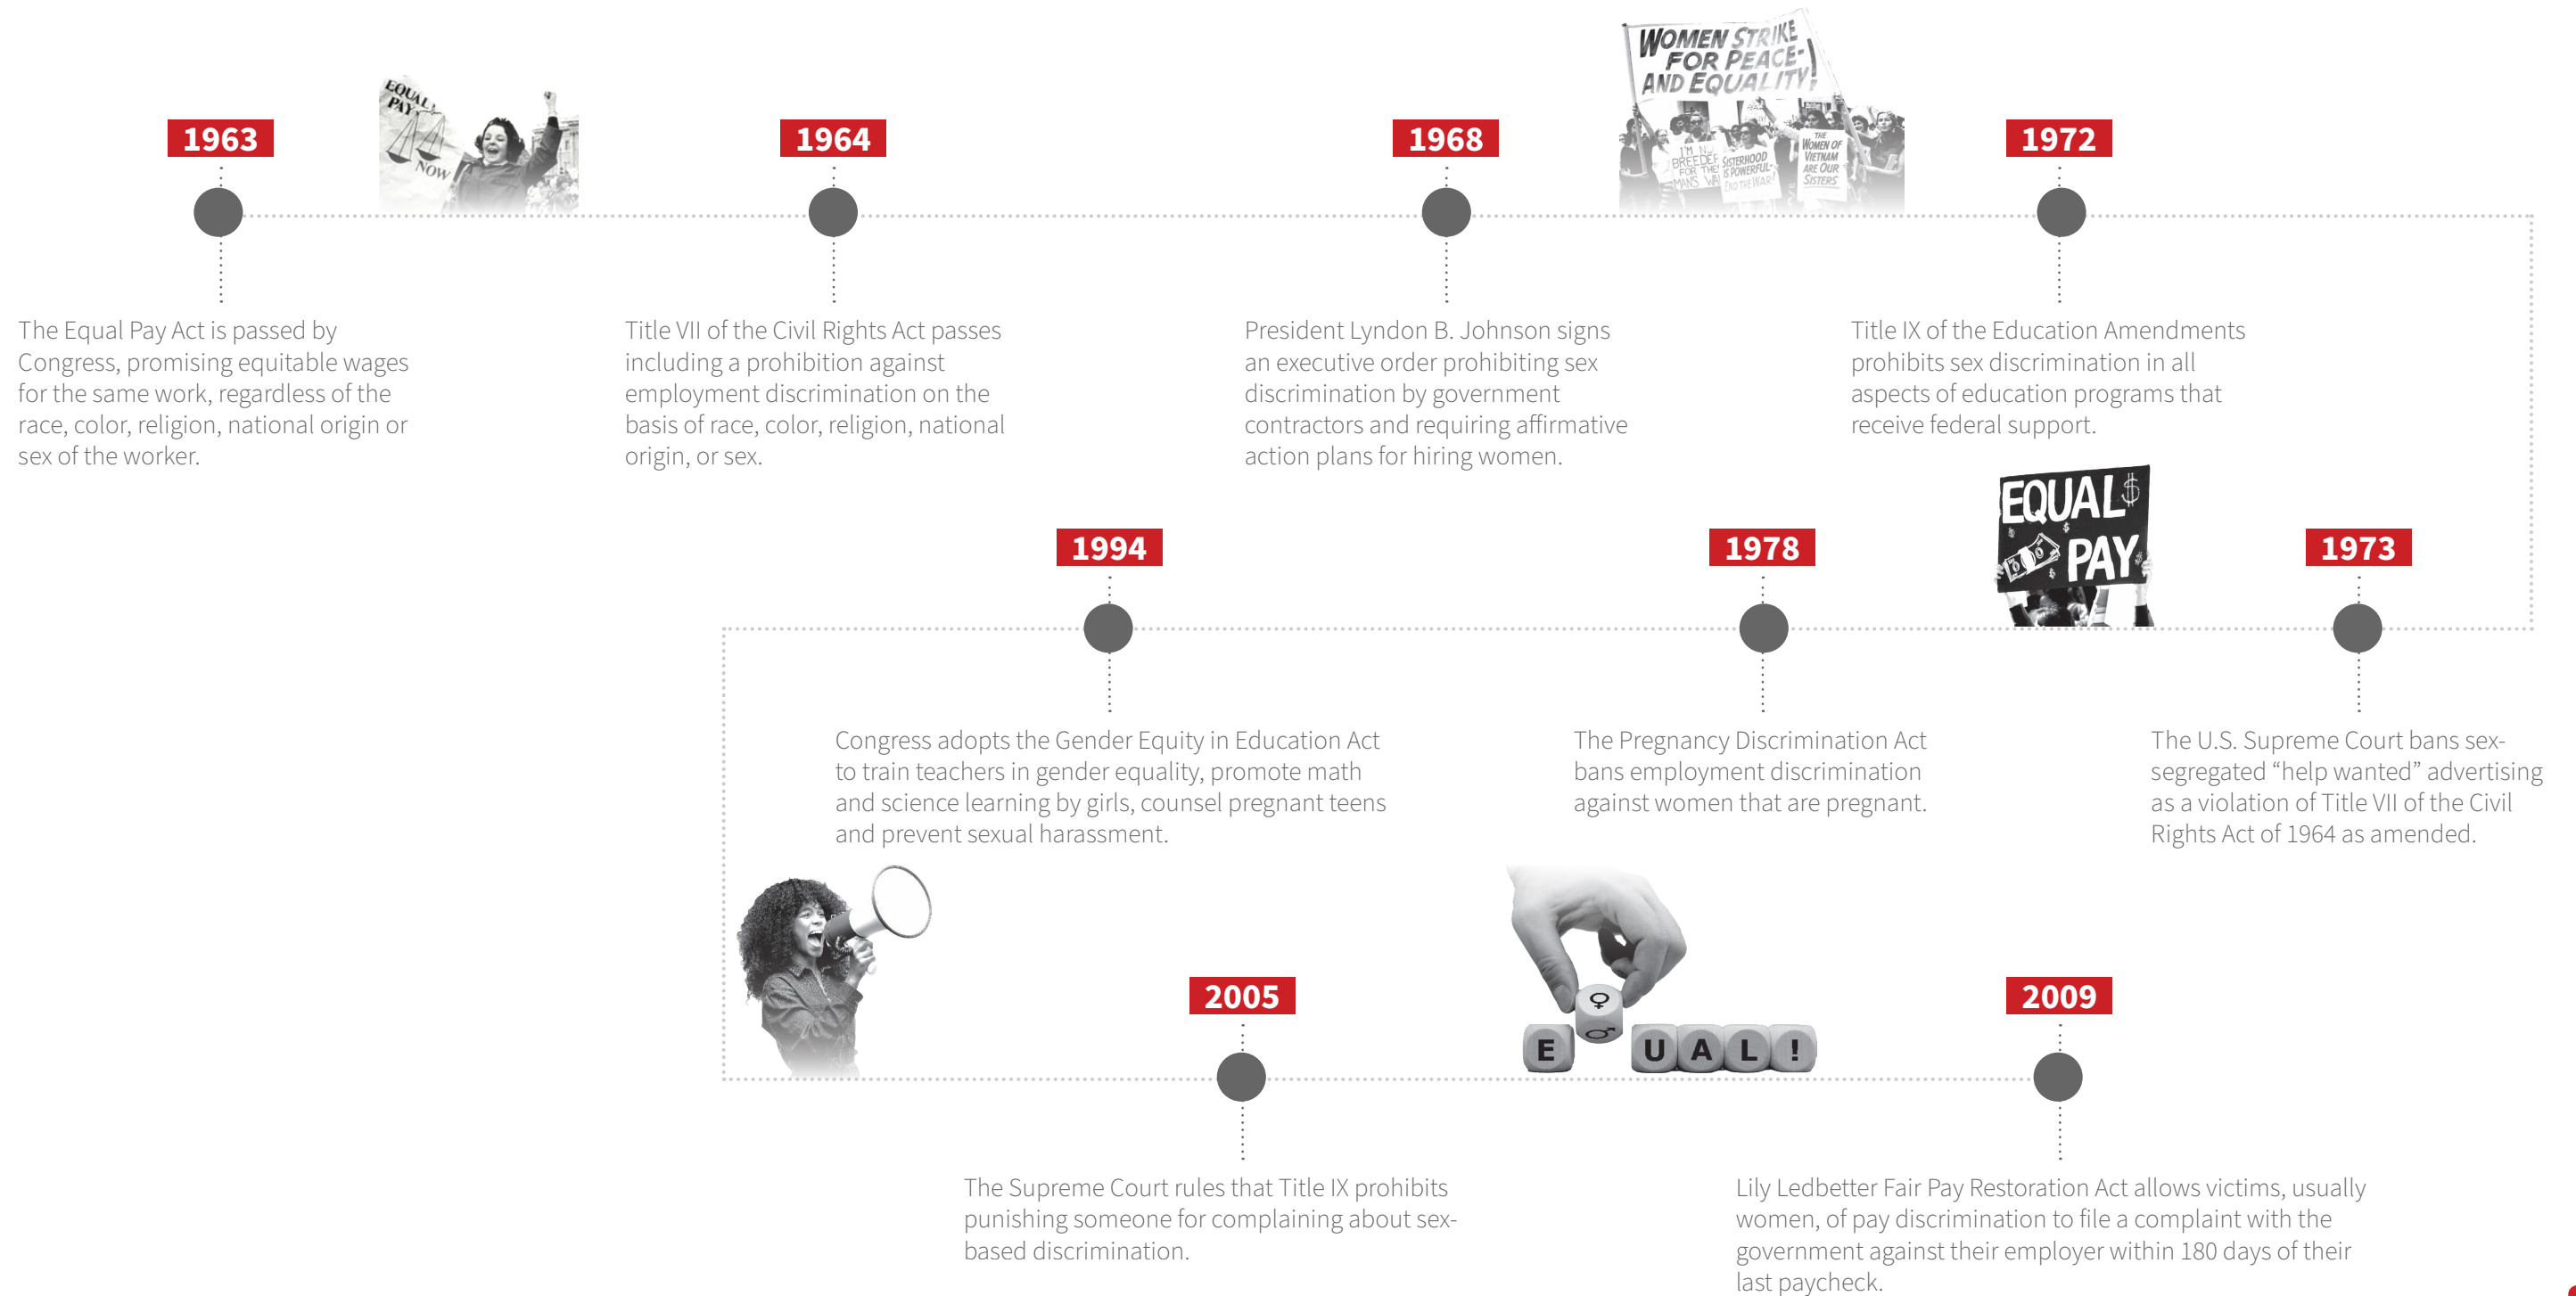 1963
EQUAL
PAY
NOW
The Equal Pay Act is passed by
Congress, promising equitable wages
for the same work, regardless of the
race, color, religion, national origin or
sex of the worker.
1964
Title VII of the Civil Rights Act passes
including a prohibition against
employment discrimination on the
basis of race, color, religion, national
origin, or sex.
1968
President Lyndon B. Johnson signs
an executive order prohibiting sex
discrimination by government
contractors and requiring affirmative
action plans for hiring women.
WOMEN STRIKE
FOR PEACE-
AND EQUALITY!
I'M NO
BREEDER
FOR THE
MAN'S WA
SISTERHOOD
IS POWERFUL-
END THE WAR!
THE
WOMEN OF
VIETNAM
ARE OUR
SISTERS
1972
Title IX of the Education Amendments
prohibits sex discrimination in all
aspects of education programs that
receive federal support.
1973
The U.S. Supreme Court bans sex-
segregated “help wanted” advertising
as a violation of Title VII of the Civil
Rights Act of 1964 as amended.
EQUAL $
PAY
1978
The Pregnancy Discrimination Act
bans employment discrimination
against women that are pregnant.
1994
Congress adopts the Gender Equity in Education Act
to train teachers in gender equality, promote math
and science learning by girls, counsel pregnant teens
and prevent sexual harassment.
2005
The Supreme Court rules that Title IX prohibits
punishing someone for complaining about sex-
based discrimination.
E ♀ ♂ U A L !
2009
Lily Ledbetter Fair Pay Restoration Act allows victims, usually
women, of pay discrimination to file a complaint with the
government against their employer within 180 days of their
last paycheck.